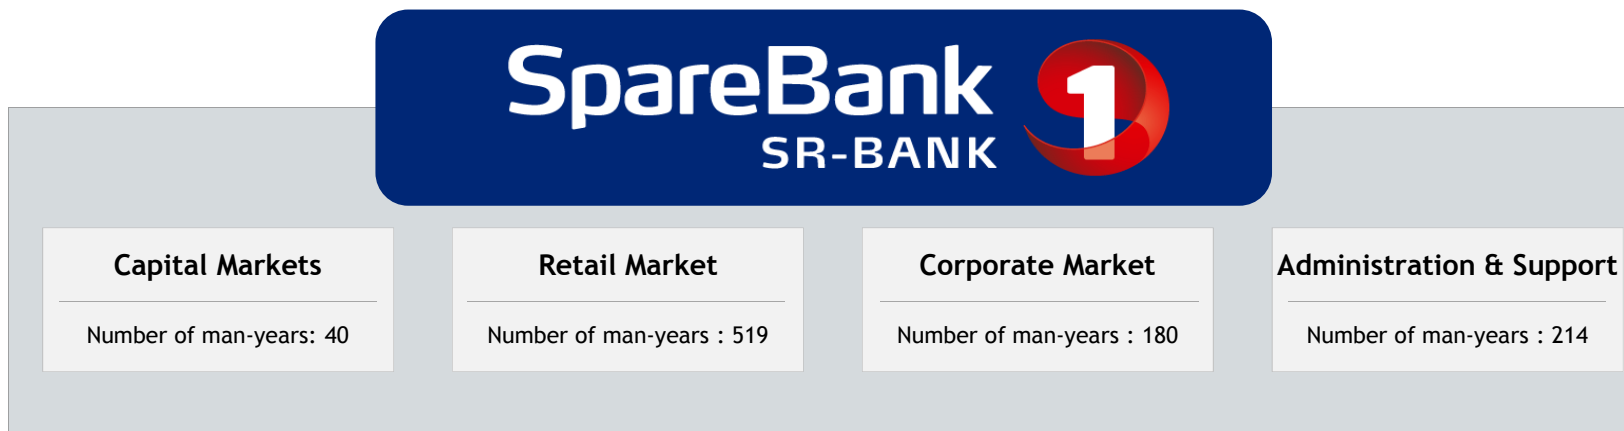 SpareBank 1
SR-BANK
Capital Markets
Number of man-years: 40
Retail Market
Number of man-years : 519
Corporate Market
Number of man-years : 180
Administration & Support
Number of man-years : 214